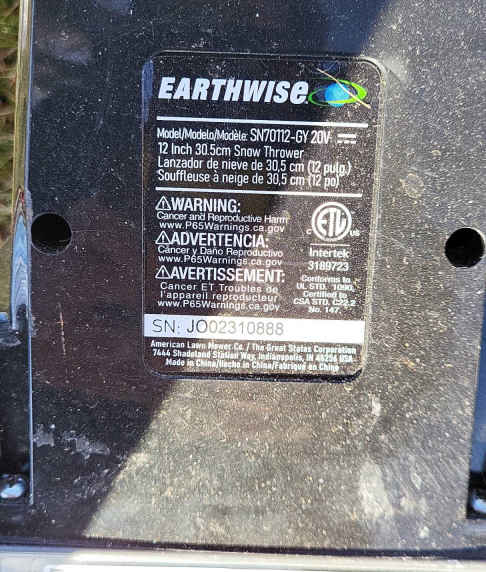 EARTHWISE
Model/Modelo/Modèle: SN70112-GY 20V
12 Inch 30.5cm Snow Thrower
Lanzador de nieve de 30,5 cm (12 pulg.)
Souffleuse à neige de 30,5 cm (12 po)
WARNING:
Cancer and Reproductive Harm
www.P65Warnings.ca.gov
ADVERTENCIA:
Cáncer y Daño Reproductivo
www.P65Warnings.ca.gov
AVERTISSEMENT:
Cancer ET Troubles de
l'appareil reproducteur
www.P65Warnings.ca.gov
C ETL US
Intertek
3189723
Conforms to
UL STD. 1090,
Certified to
CSA STD. C22.2
No. 147.
SN: JO02310888
American Lawn Mower Co. / The Great States Corporation
7444 Shadeland Station Way, Indianapolis, IN 46256 USA
Made in China/Hecho in China/Fabriqué en Chine